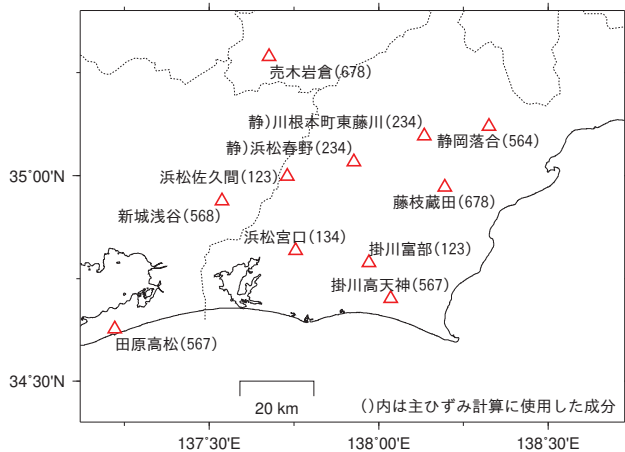 売木岩倉(678)
静)川根本町東藤川(234)
静岡落合(564)
静)浜松春野(234)
35°00'N
浜松佐久間(123)
藤枝蔵田(678)
新城浅谷(568)
浜松宮口(134)
掛川富部(123)
掛川高天神(567)
田原高松(567)
34°30'N
20 km
()内は主ひずみ計算に使用した成分
137°30'E
138°00'E
138°30'E